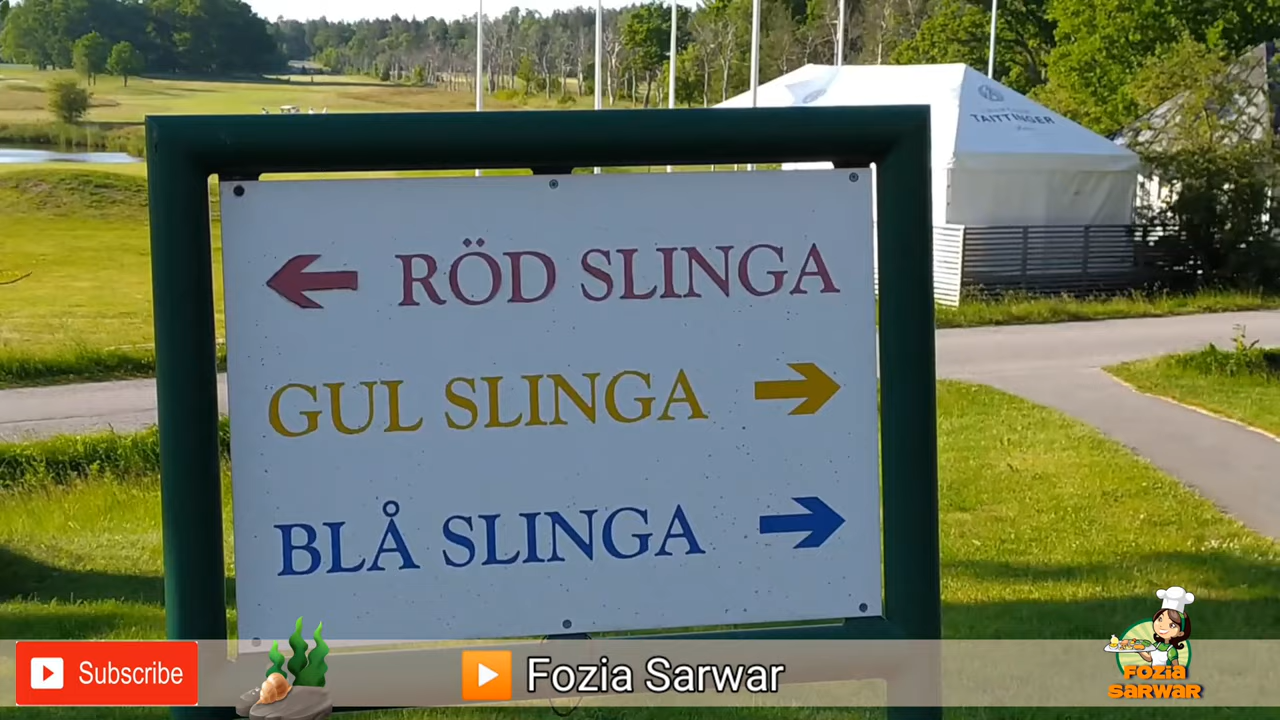 TAITTINGER
RÖD SLINGA
GUL SLINGA
BLÅ SLINGA
Subscribe
Fozia Sarwar
FOZIA
SARWAR